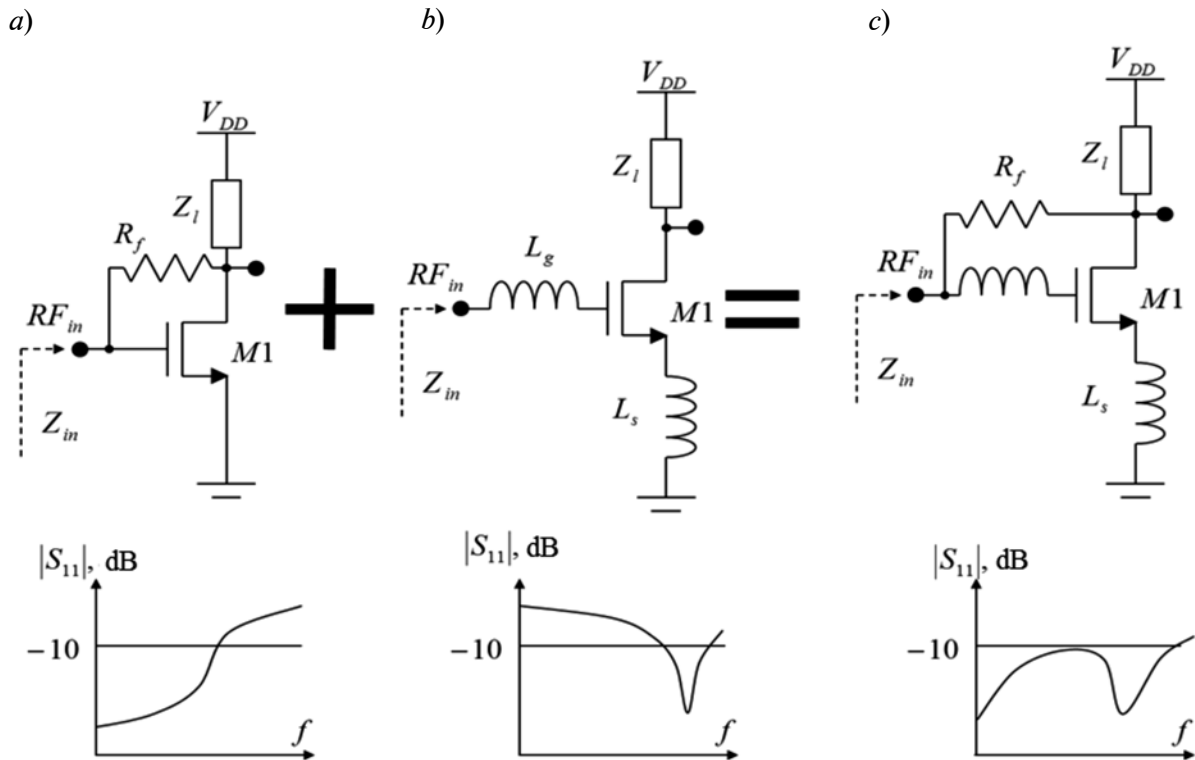 a)
V_DD
Z_l
R_f
RF_in
M1
Z_in
|S_11|, dB
−10
f
b)
V_DD
Z_l
L_g
RF_in
M1
Z_in
L_s
|S_11|, dB
−10
f
c)
V_DD
Z_l
R_f
RF_in
M1
Z_in
L_s
|S_11|, dB
−10
f